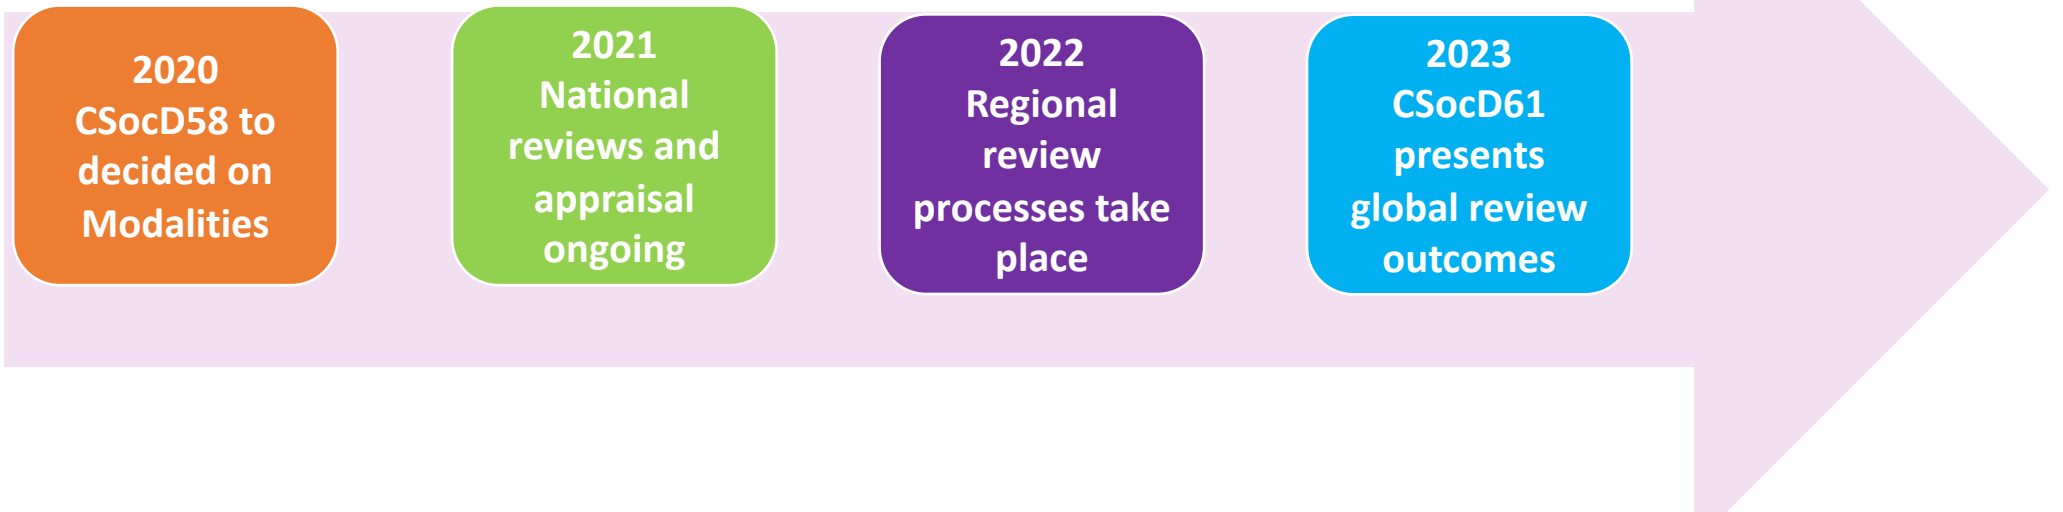 2020
CSocD58 to
decided on
Modalities
2021
National
reviews and
appraisal
ongoing
2022
Regional
review
processes take
place
2023
CSocD61
presents
global review
outcomes